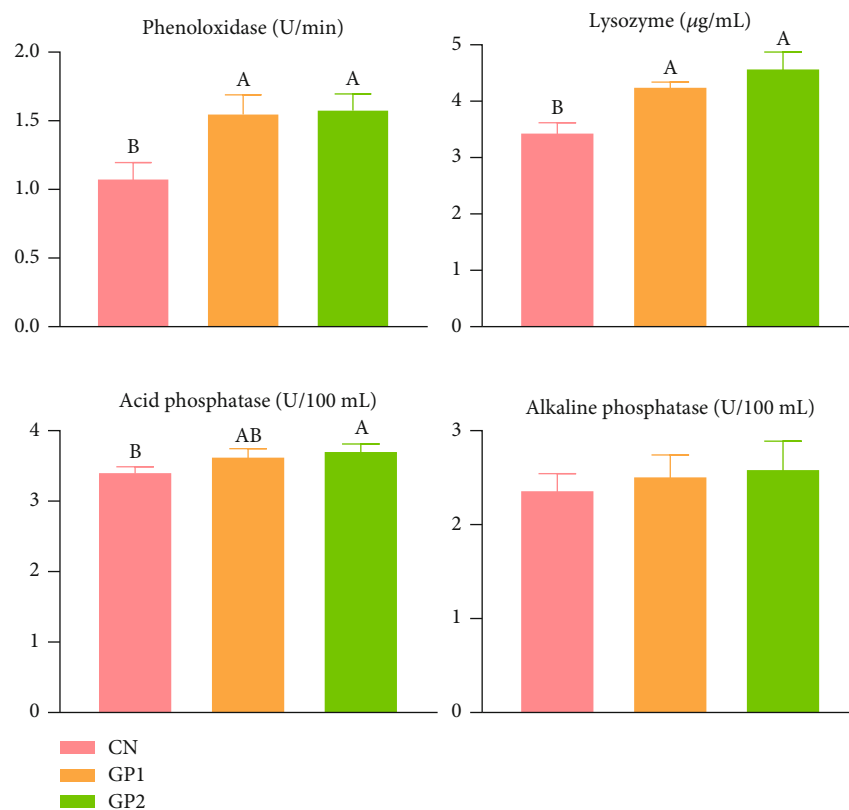 Phenoloxidase (U/min)
2.0
1.5
1.0
0.5
0.0
B
A
A
Lysozyme (μg/mL)
5
4
3
2
1
0
B
A
A
Acid phosphatase (U/100 mL)
4
3
2
1
0
B
AB
A
Alkaline phosphatase (U/100 mL)
3
2
1
0
CN
GP1
GP2